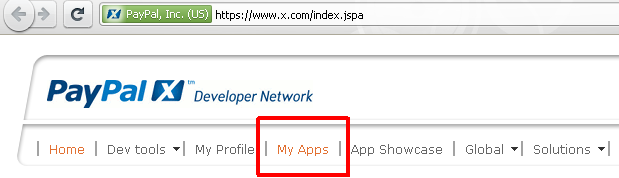 PayPal, Inc. (US) https://www.x.com/index.jspa
PayPal X™ Developer Network
Home Dev tools My Profile My Apps App Showcase Global Solutions